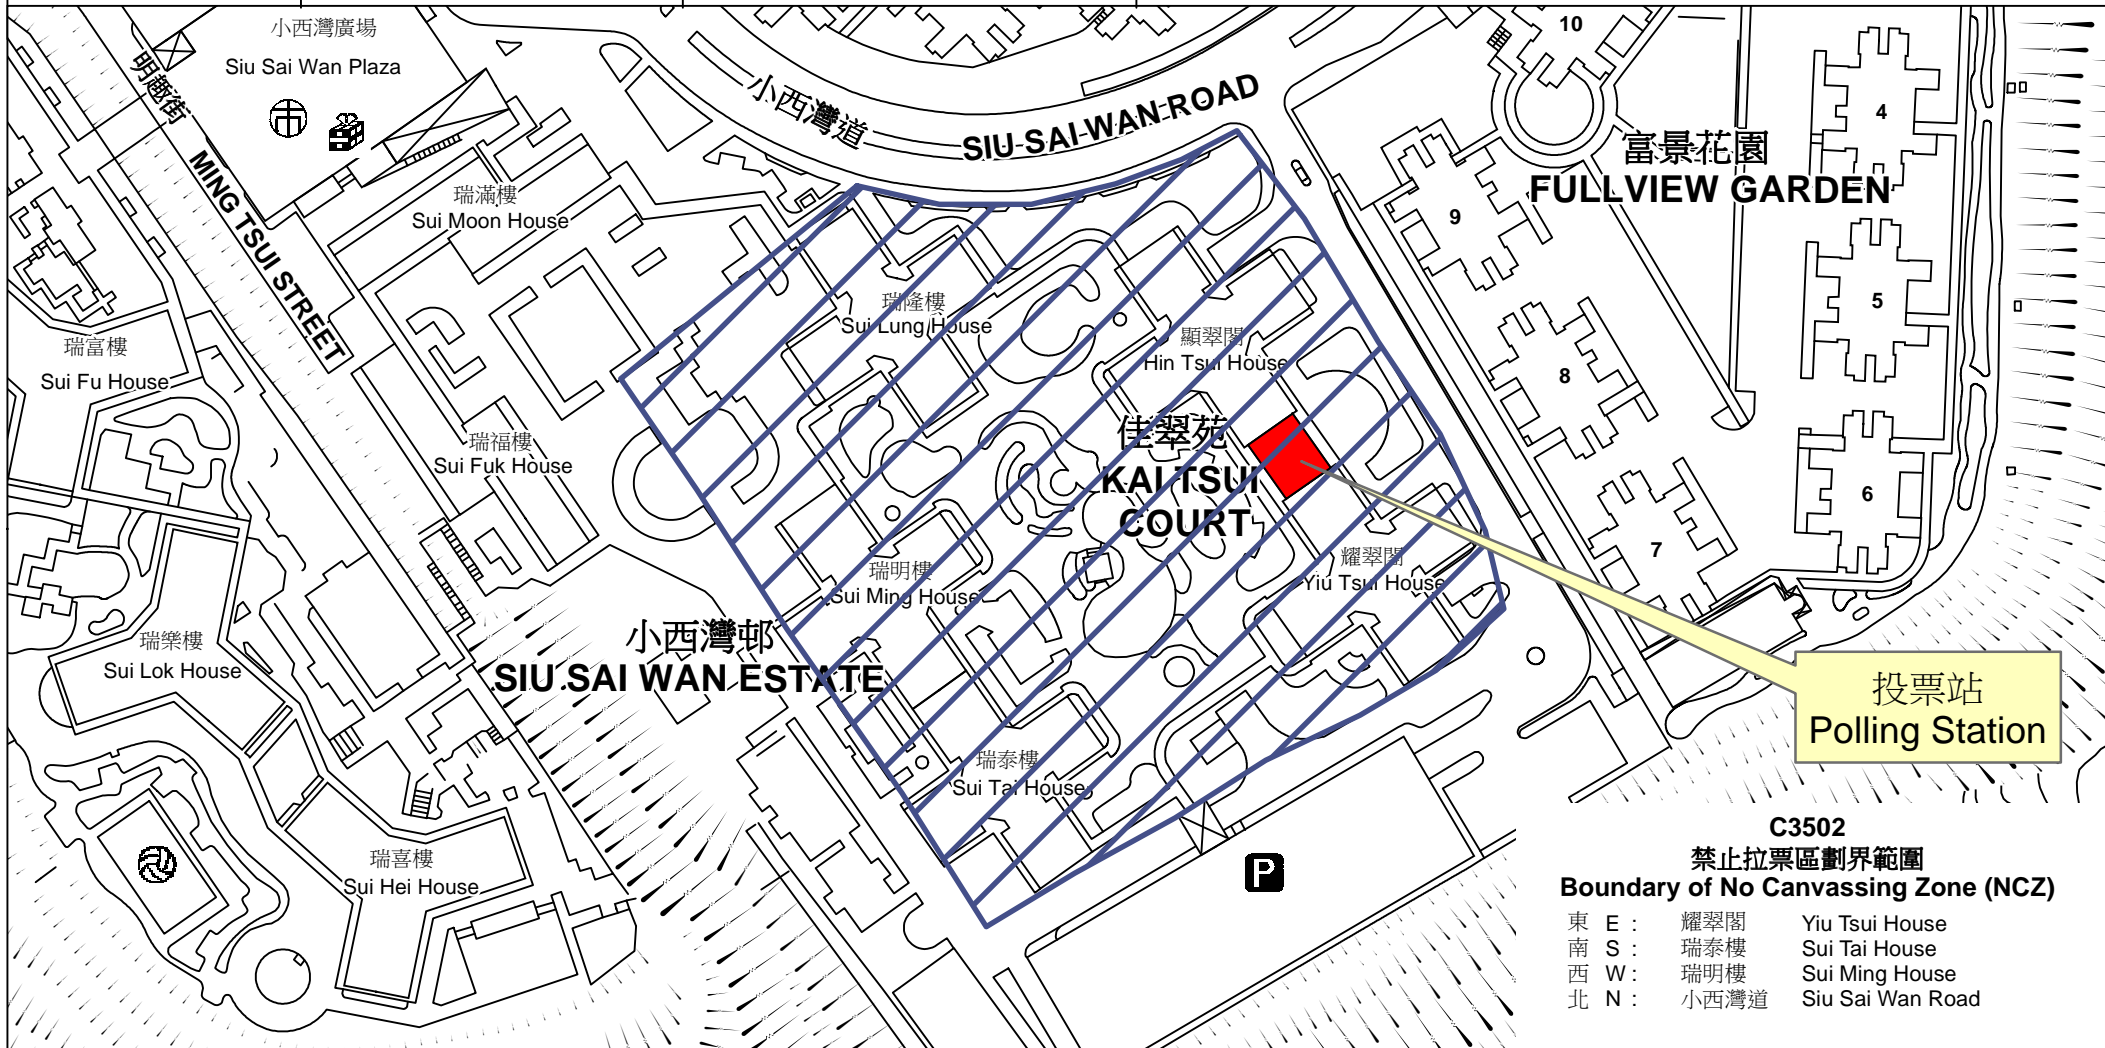 小西灣廣場
Siu Sai Wan Plaza
明趣街
MING TSUI STREET
小西灣道
SIU SAI WAN ROAD
10
4
富景花園
FULLVIEW GARDEN
9
5
8
6
7
瑞滿樓
Sui Moon House
瑞隆樓
Sui Lung House
顯翠閣
Hin Tsui House
瑞富樓
Sui Fu House
瑞福樓
Sui Fuk House
佳翠苑
KAI TSUI
COURT
瑞明樓
Sui Ming House
耀翠閣
Yiu Tsui House
小西灣邨
SIU SAI WAN ESTATE
瑞樂樓
Sui Lok House
瑞泰樓
Sui Tai House
瑞喜樓
Sui Hei House
P
投票站
Polling Station
C3502
禁止拉票區劃界範圍
Boundary of No Canvassing Zone (NCZ)
東 E : 耀翠閣 Yiu Tsui House
南 S : 瑞泰樓 Sui Tai House
西 W : 瑞明樓 Sui Ming House
北 N : 小西灣道 Siu Sai Wan Road